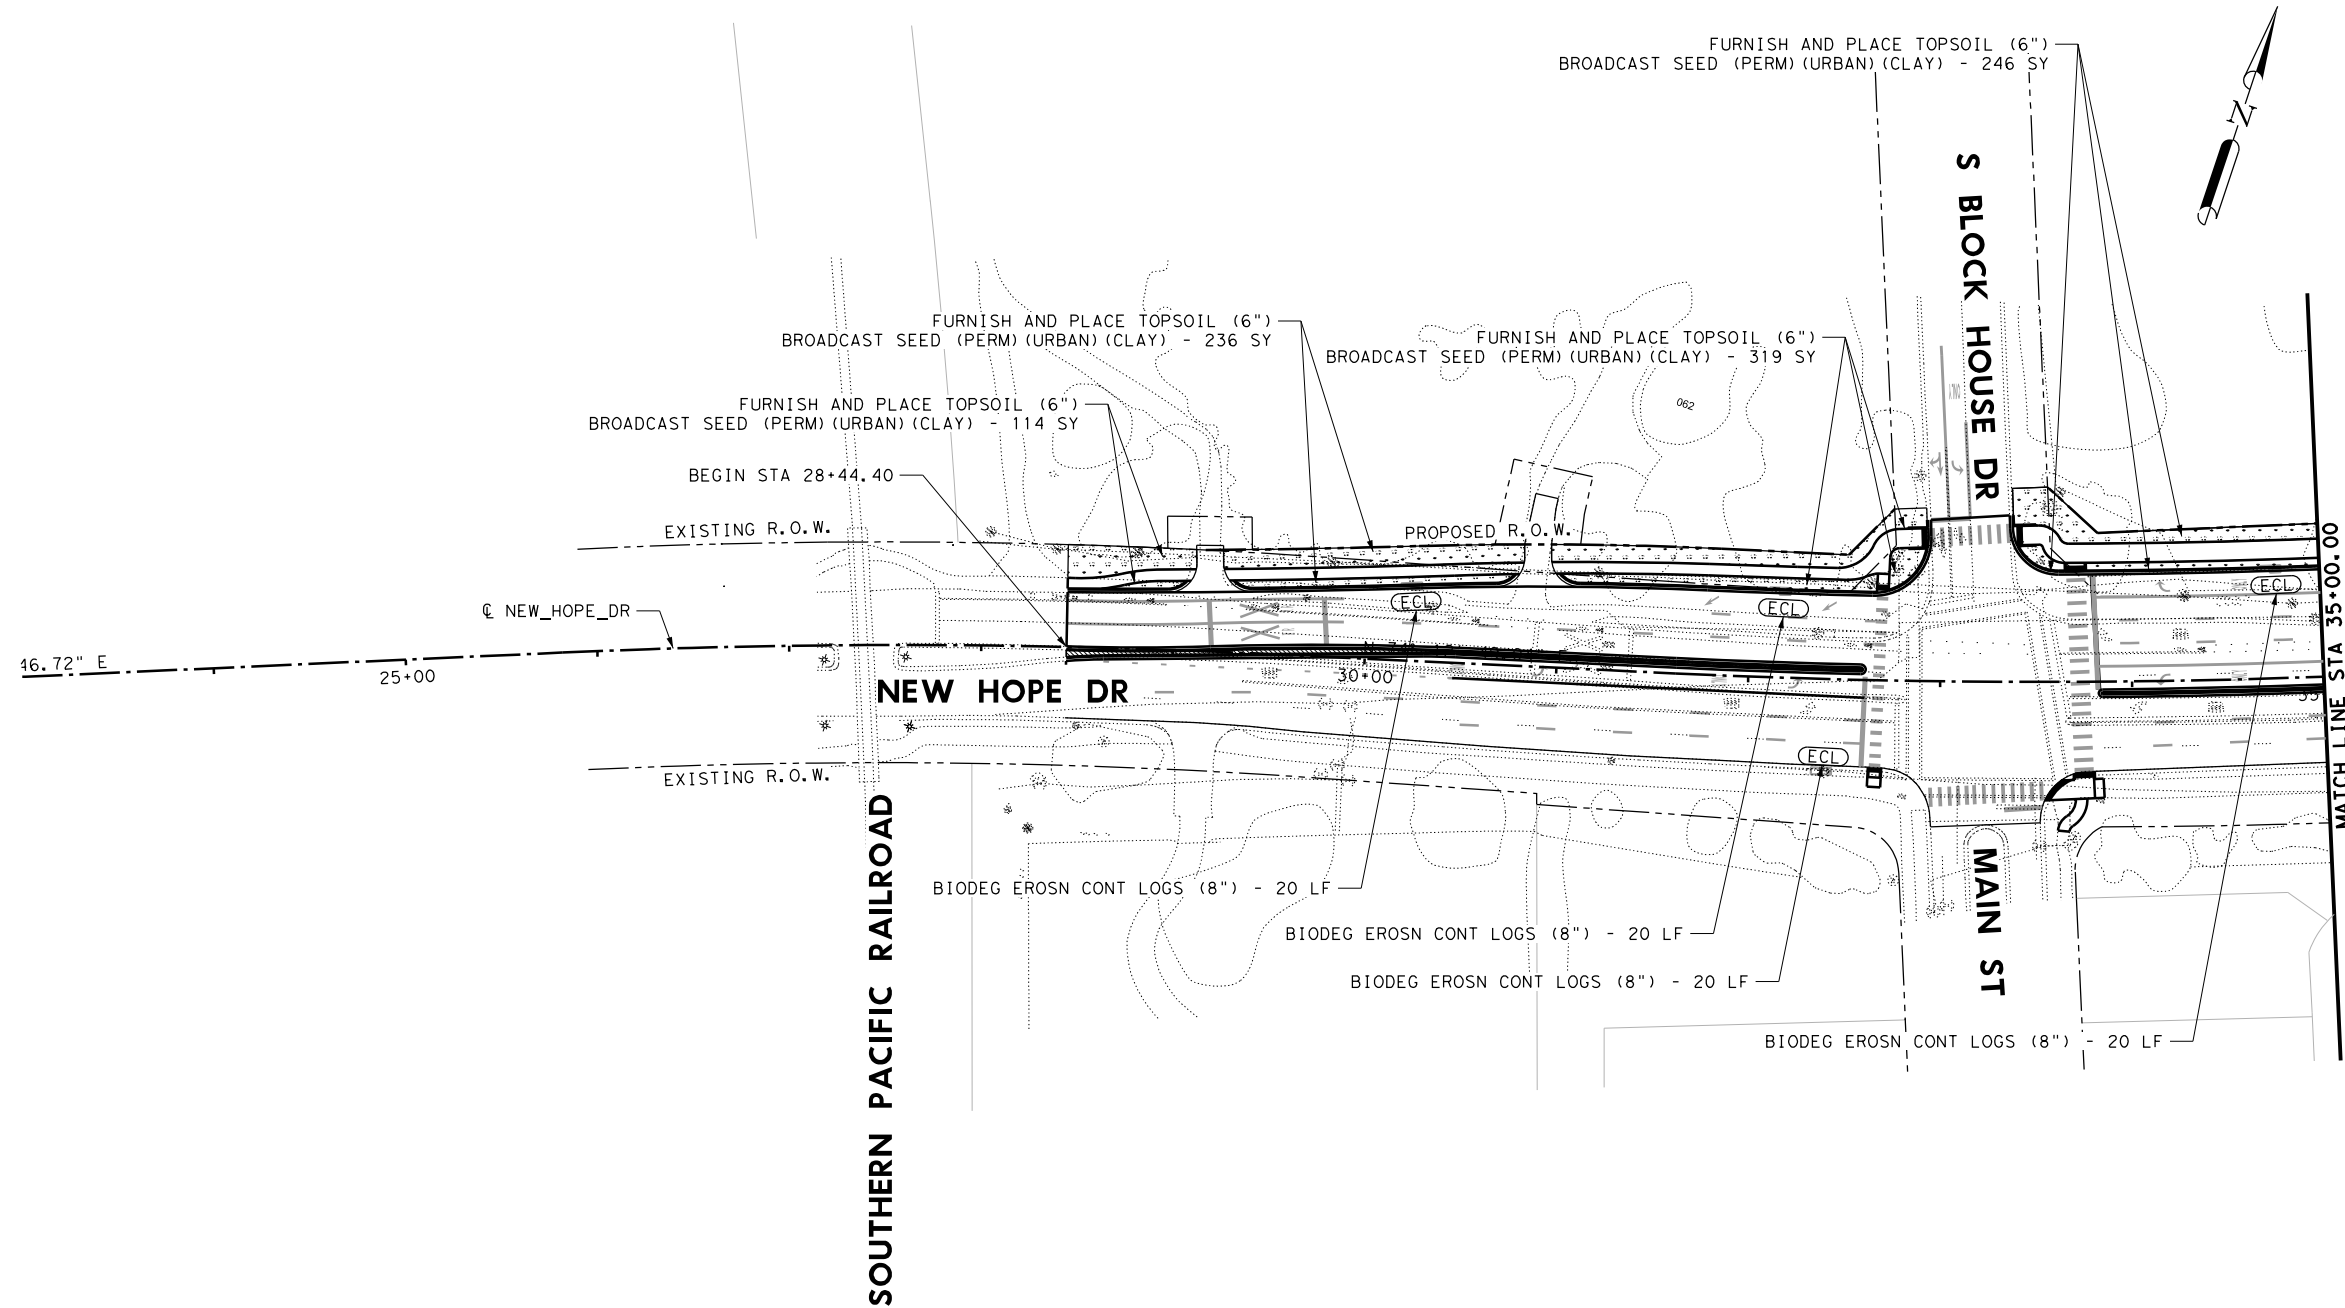 FURNISH AND PLACE TOPSOIL (6")
BROADCAST SEED (PERM)(URBAN)(CLAY) - 246 SY
N
S BLOCK HOUSE DR
FURNISH AND PLACE TOPSOIL (6")
BROADCAST SEED (PERM)(URBAN)(CLAY) - 236 SY
FURNISH AND PLACE TOPSOIL (6")
BROADCAST SEED (PERM)(URBAN)(CLAY) - 319 SY
ONLY
062
FURNISH AND PLACE TOPSOIL (6")
BROADCAST SEED (PERM)(URBAN)(CLAY) - 114 SY
BEGIN STA 28+44.40
EXISTING R.O.W.
PROPOSED R.O.W.
ECL
ECL
ECL
℄ NEW_HOPE_DR
46.72" E
25+00
30+00
NEW HOPE DR
35
MATCH LINE STA 35+00.00
ECL
EXISTING R.O.W.
SOUTHERN PACIFIC RAILROAD
MAIN ST
BIODEG EROSN CONT LOGS (8") - 20 LF
BIODEG EROSN CONT LOGS (8") - 20 LF
BIODEG EROSN CONT LOGS (8") - 20 LF
BIODEG EROSN CONT LOGS (8") - 20 LF